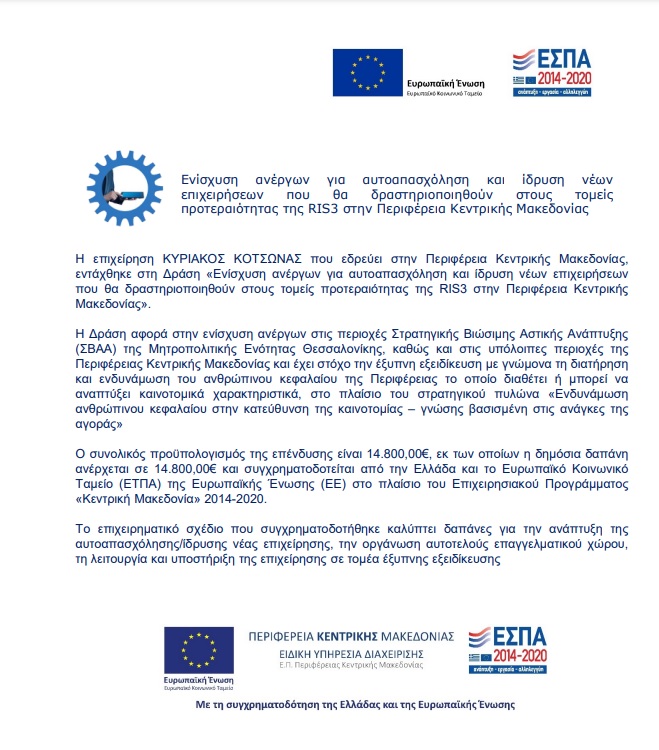 Ευρωπαϊκή Ένωση
Ευρωπαϊκό Κοινωνικό Ταμείο
ΕΣΠΑ
2014-2020
ανάπτυξη - εργασία - αλληλεγγύη
Ενίσχυση ανέργων για αυτοαπασχόληση και ίδρυση νέων
επιχειρήσεων που θα δραστηριοποιηθούν στους τομείς
προτεραιότητας της RIS3 στην Περιφέρεια Κεντρικής Μακεδονίας
Η επιχείρηση ΚΥΡΙΑΚΟΣ ΚΟΤΣΩΝΑΣ που εδρεύει στην Περιφέρεια Κεντρικής Μακεδονίας,
εντάχθηκε στη Δράση «Ενίσχυση ανέργων για αυτοαπασχόληση και ίδρυση νέων επιχειρήσεων
που θα δραστηριοποιηθούν στους τομείς προτεραιότητας της RIS3 στην Περιφέρεια Κεντρικής
Μακεδονίας».
Η Δράση αφορά στην ενίσχυση ανέργων στις περιοχές Στρατηγικής Βιώσιμης Αστικής Ανάπτυξης
(ΣΒΑΑ) της Μητροπολιτικής Ενότητας Θεσσαλονίκης, καθώς και στις υπόλοιπες περιοχές της
Περιφέρειας Κεντρικής Μακεδονίας και έχει στόχο την έξυπνη εξειδίκευση με γνώμονα τη διατήρηση
και ενδυνάμωση του ανθρώπινου κεφαλαίου της Περιφέρειας το οποίο διαθέτει ή μπορεί να
αναπτύξει καινοτομικά χαρακτηριστικά, στο πλαίσιο του στρατηγικού πυλώνα «Ενδυνάμωση
ανθρώπινου κεφαλαίου στην κατεύθυνση της καινοτομίας – γνώσης βασισμένη στις ανάγκες της
αγοράς»
Ο συνολικός προϋπολογισμός της επένδυσης είναι 14.800,00€, εκ των οποίων η δημόσια δαπάνη
ανέρχεται σε 14.800,00€ και συγχρηματοδοτείται από την Ελλάδα και το Ευρωπαϊκό Κοινωνικό
Ταμείο (ΕΤΠΑ) της Ευρωπαϊκής Ένωσης (ΕΕ) στο πλαίσιο του Επιχειρησιακού Προγράμματος
«Κεντρική Μακεδονία» 2014-2020.
Το επιχειρηματικό σχέδιο που συγχρηματοδοτήθηκε καλύπτει δαπάνες για την ανάπτυξη της
αυτοαπασχόλησης/ίδρυσης νέας επιχείρησης, την οργάνωση αυτοτελούς επαγγελματικού χώρου,
τη λειτουργία και υποστήριξη της επιχείρησης σε τομέα έξυπνης εξειδίκευσης
Ευρωπαϊκή Ένωση
Ευρωπαϊκό Κοινωνικό Ταμείο
ΠΕΡΙΦΕΡΕΙΑ ΚΕΝΤΡΙΚΗΣ ΜΑΚΕΔΟΝΙΑΣ
ΕΙΔΙΚΗ ΥΠΗΡΕΣΙΑ ΔΙΑΧΕΙΡΙΣΗΣ
Ε.Π. Περιφέρειας Κεντρικής Μακεδονίας
ΕΣΠΑ
2014-2020
ανάπτυξη - εργασία - αλληλεγγύη
Με τη συγχρηματοδότηση της Ελλάδας και της Ευρωπαϊκής Ένωσης